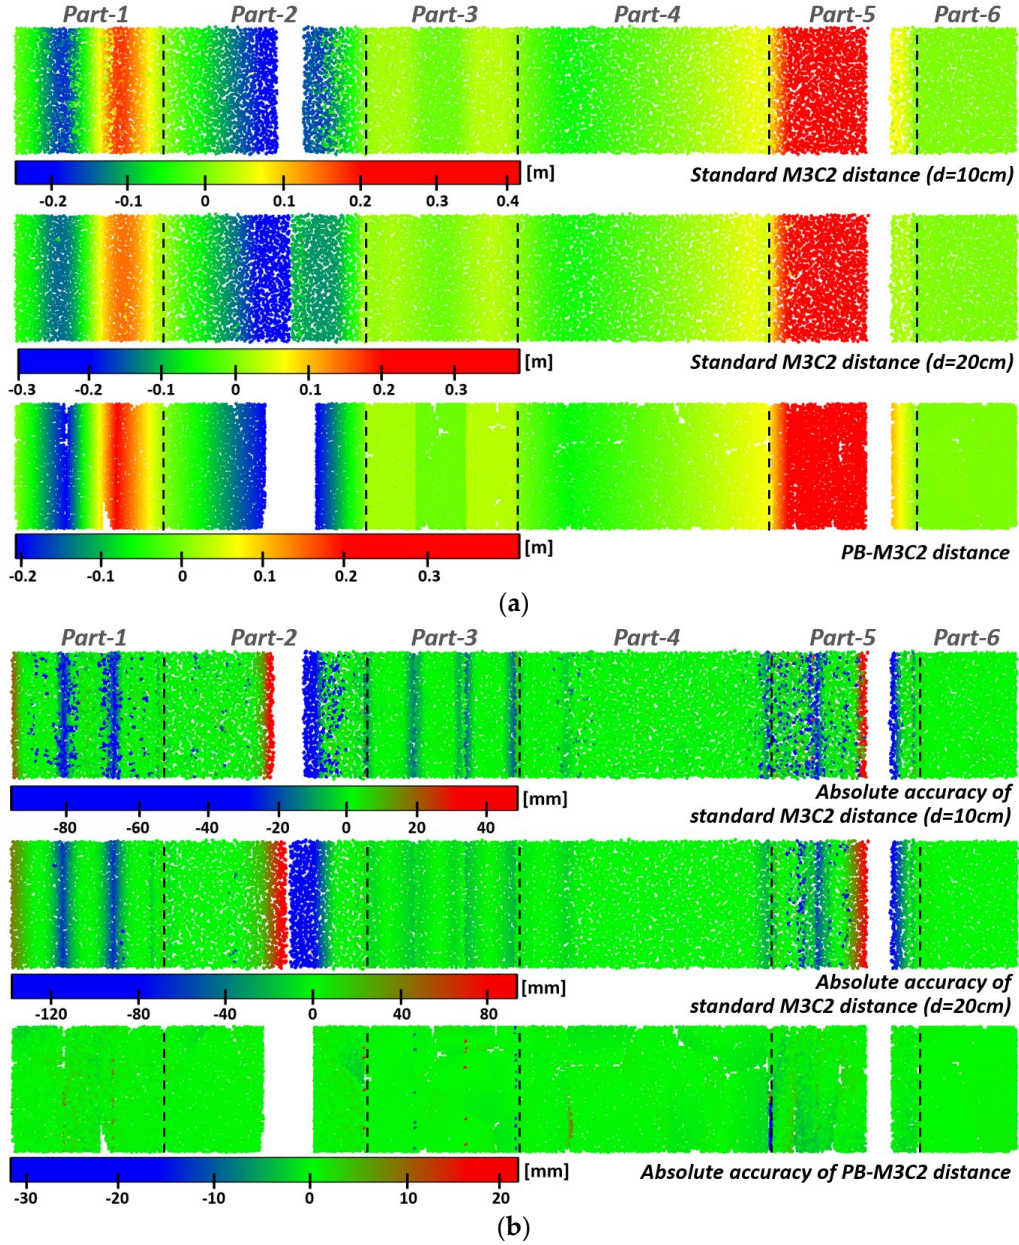 Part-1 Part-2 Part-3 Part-4 Part-5 Part-6
[m]
-0.2 -0.1 0 0.1 0.2 0.3 0.4
Standard M3C2 distance (d=10cm)
[m]
-0.3 -0.2 -0.1 0 0.1 0.2 0.3
Standard M3C2 distance (d=20cm)
[m]
-0.2 -0.1 0 0.1 0.2 0.3
PB-M3C2 distance
(a)
Part-1 Part-2 Part-3 Part-4 Part-5 Part-6
[mm]
-80 -60 -40 -20 0 20 40
Absolute accuracy of
standard M3C2 distance (d=10cm)
[mm]
-120 -80 -40 0 40 80
Absolute accuracy of
standard M3C2 distance (d=20cm)
[mm]
-30 -20 -10 0 10 20
Absolute accuracy of PB-M3C2 distance
(b)